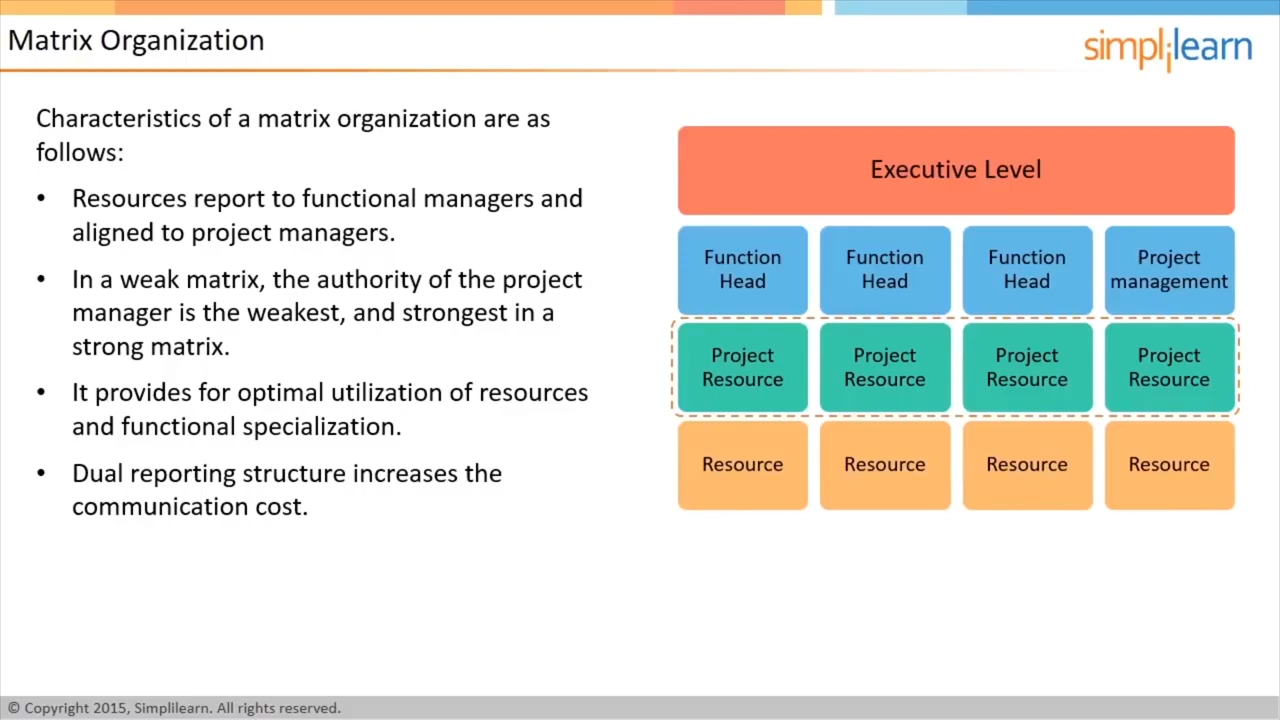 Matrix Organization
simplilearn
Characteristics of a matrix organization are as
follows:
• Resources report to functional managers and
aligned to project managers.
• In a weak matrix, the authority of the project
manager is the weakest, and strongest in a
strong matrix.
• It provides for optimal utilization of resources
and functional specialization.
• Dual reporting structure increases the
communication cost.
Executive Level
Function
Head
Function
Head
Function
Head
Project
management
Project
Resource
Project
Resource
Project
Resource
Project
Resource
Resource
Resource
Resource
Resource
© Copyright 2015, Simplilearn. All rights reserved.